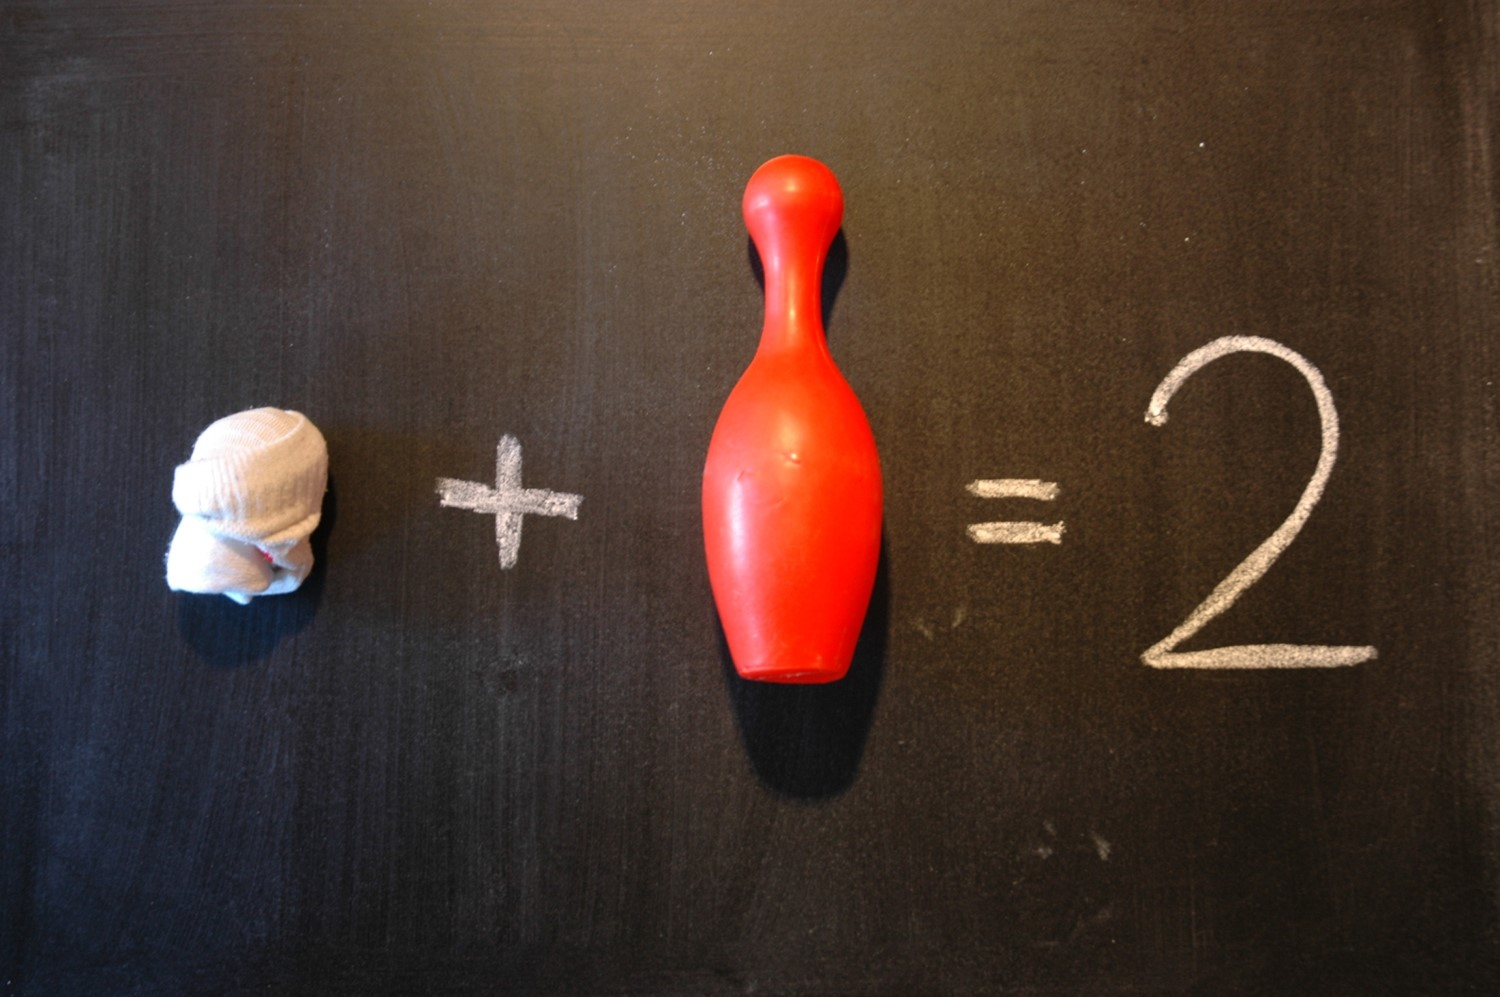 + = 2